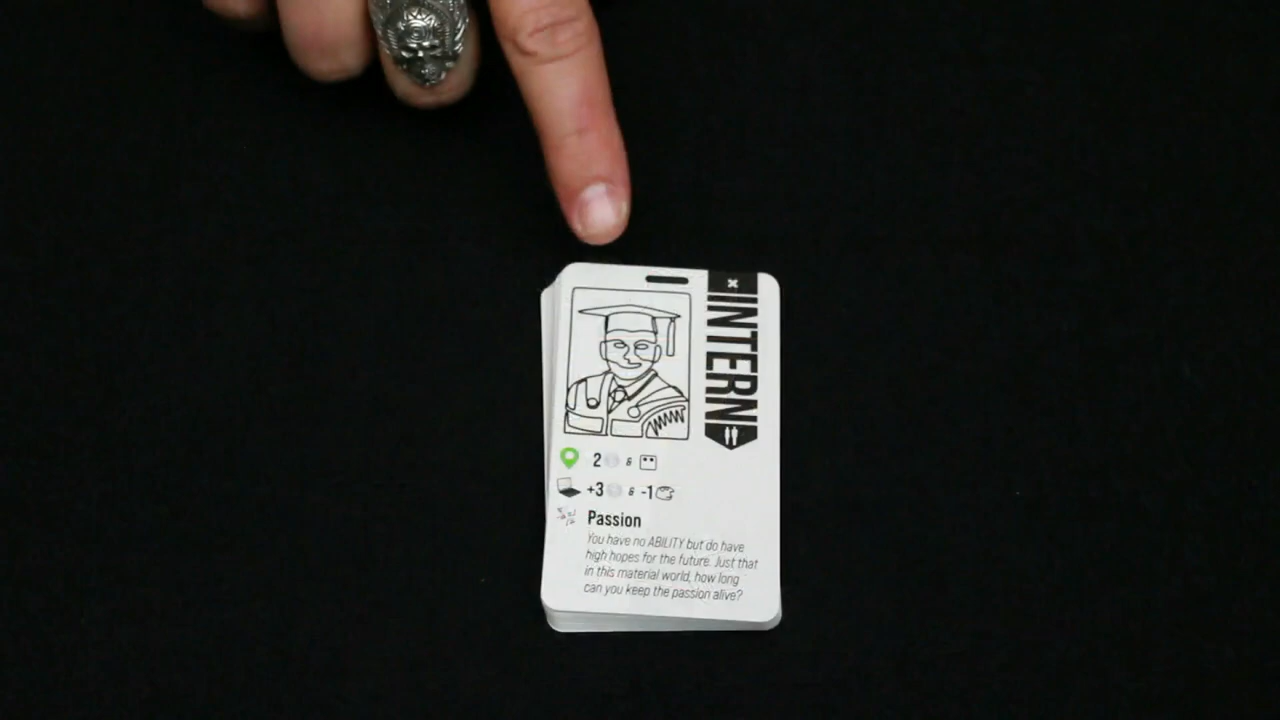 INTERN
2 &
+3 & -1
Passion
You have no ABILITY but do have
high hopes for the future. Just that
in this material world, how long
can you keep the passion alive?